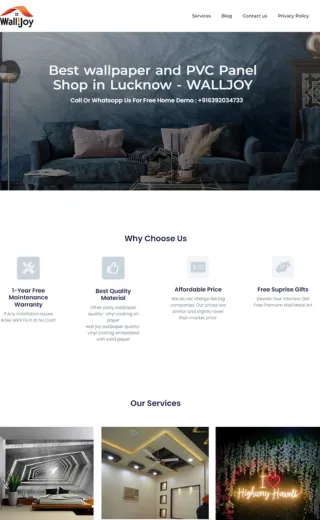 WallJoy
Services
Blog
Contact us
Privacy Policy
Best wallpaper and PVC Panel
Shop in Lucknow - WALLJOY
Call Or Whatsopp Us For Free Home Demo : +916392034733
Why Choose Us
1-Year Free
Maintenance
Warranty
If Any Installation Issues
Arise, We'll Fix It at No Cost!
Best Quality
Material
Other party wallpaper
quality- vinyl coating on
paper
wall joy wallpaper quality-
vinyl coating embedded
with solid paper
Affordable Price
We do not charge like big
companies. Our prices are
similar and slightly lower
than market price
Free Suprise Gifts
Elevate Your Interiors: Get
Free Premium Wall Metal Art
Our Services
I
Highway Haveli